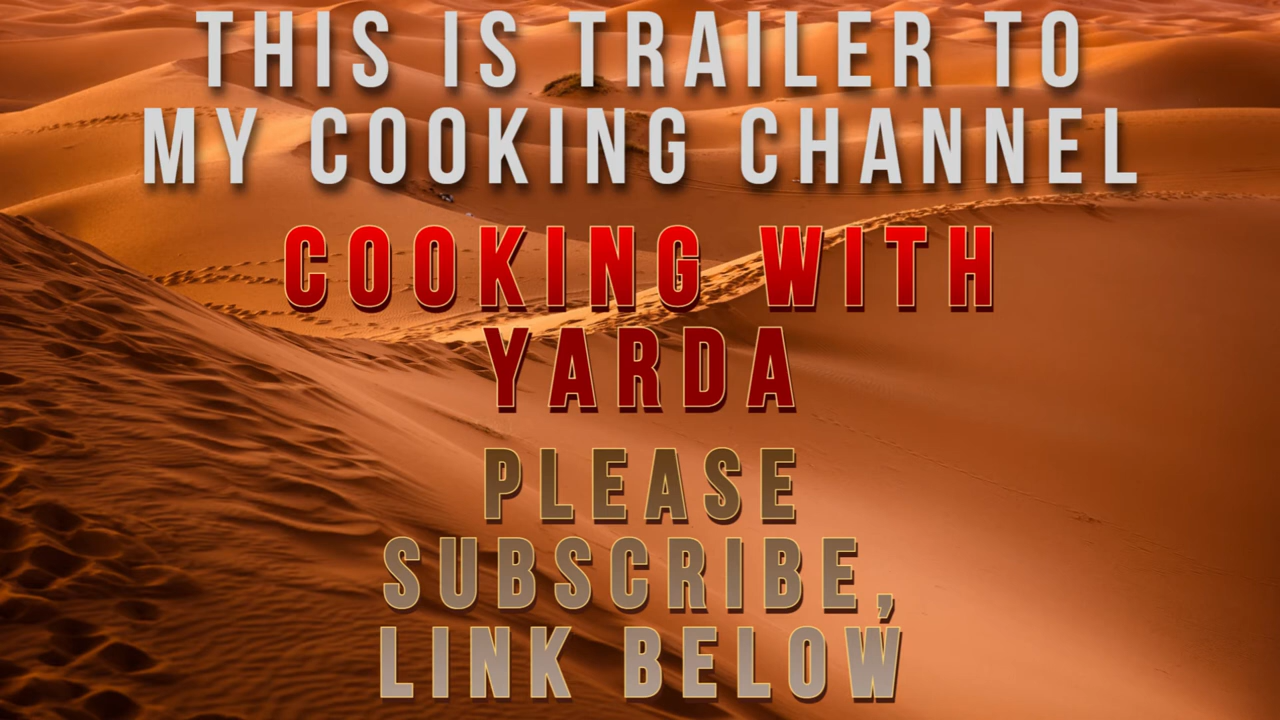 THIS IS TRAILER TO
MY COOKING CHANNEL
COOKING WITH
YARDA
PLEASE
SUBSCRIBE,
LINK BELOW